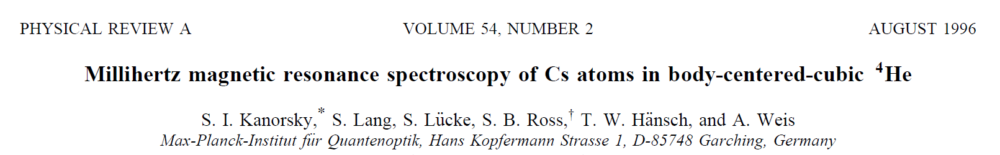 PHYSICAL REVIEW A VOLUME 54, NUMBER 2 AUGUST 1996
Millihertz magnetic resonance spectroscopy of Cs atoms in body-centered-cubic ⁴He
S. I. Kanorsky,* S. Lang, S. Lücke, S. B. Ross,† T. W. Hänsch, and A. Weis
Max-Planck-Institut für Quantenoptik, Hans Kopfermann Strasse 1, D-85748 Garching, Germany